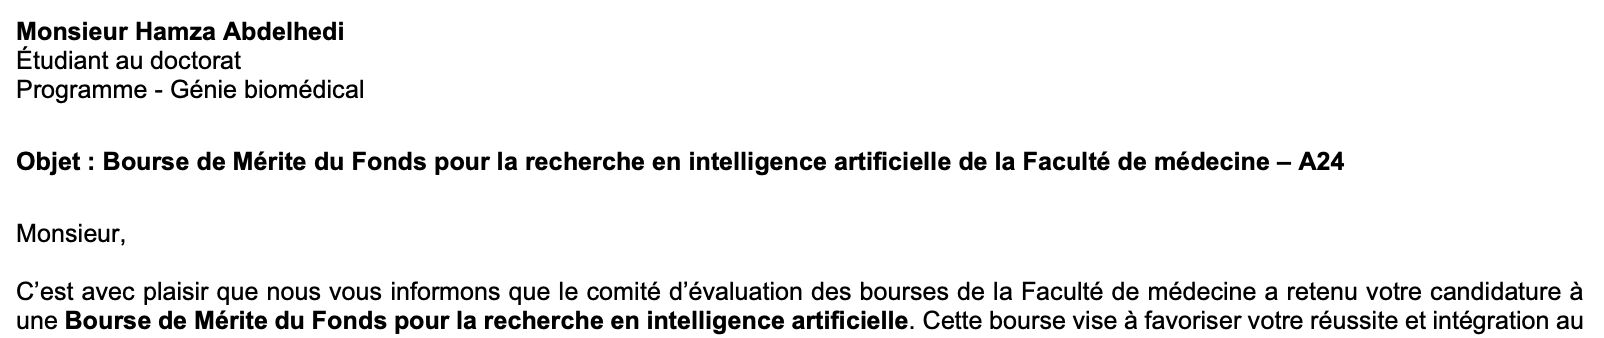 Monsieur Hamza Abdelhedi
Étudiant au doctorat
Programme - Génie biomédical
Objet : Bourse de Mérite du Fonds pour la recherche en intelligence artificielle de la Faculté de médecine – A24
Monsieur,
C’est avec plaisir que nous vous informons que le comité d’évaluation des bourses de la Faculté de médecine a retenu votre candidature à
une Bourse de Mérite du Fonds pour la recherche en intelligence artificielle. Cette bourse vise à favoriser votre réussite et intégration au